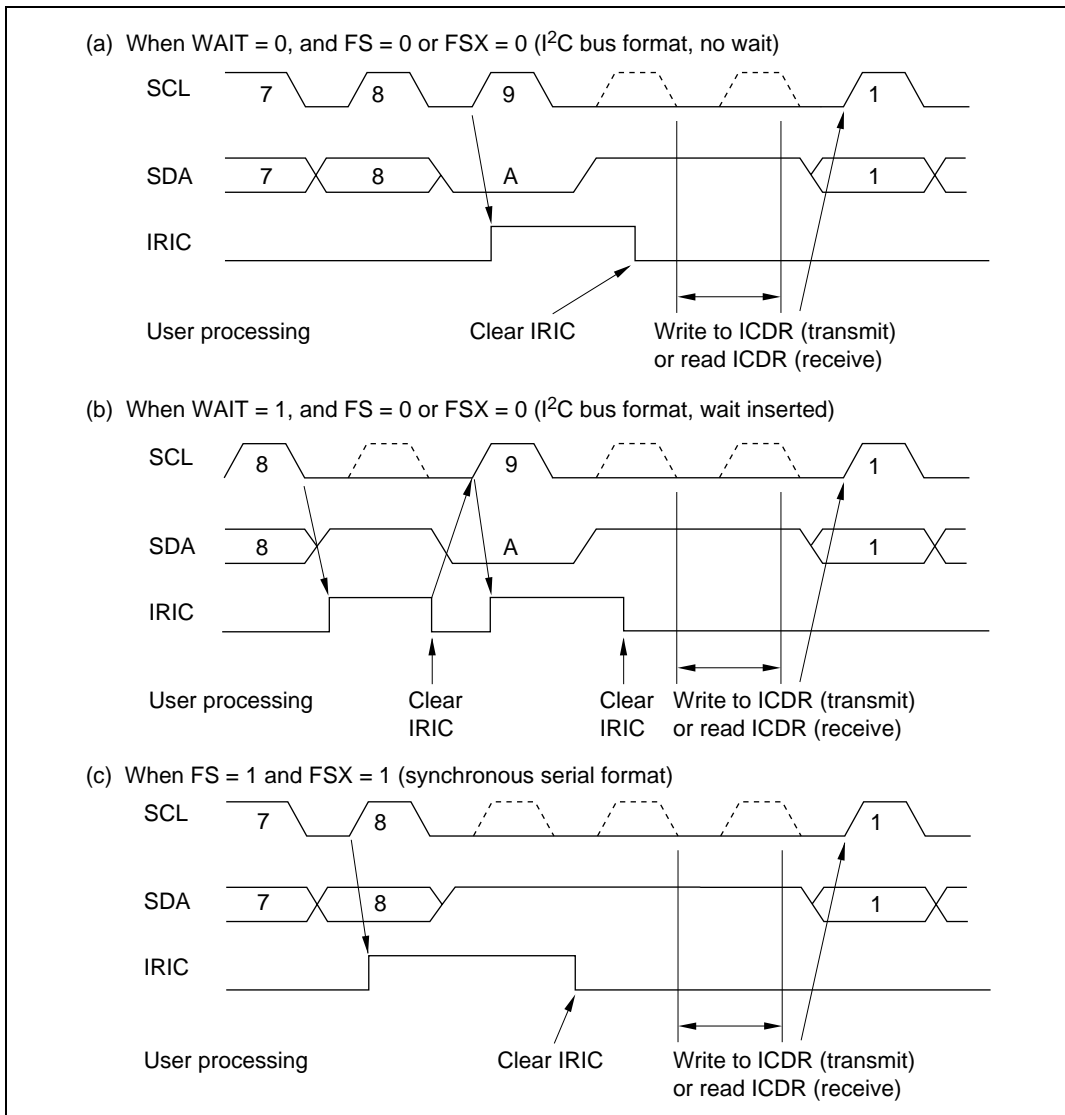 (a) When WAIT = 0, and FS = 0 or FSX = 0 (I²C bus format, no wait)
SCL 7 8 9 1
SDA 7 8 A 1
IRIC
User processing Clear IRIC Write to ICDR (transmit)
or read ICDR (receive)
(b) When WAIT = 1, and FS = 0 or FSX = 0 (I²C bus format, wait inserted)
SCL 8 9 1
SDA 8 A 1
IRIC
User processing Clear Clear Write to ICDR (transmit)
IRIC IRIC or read ICDR (receive)
(c) When FS = 1 and FSX = 1 (synchronous serial format)
SCL 7 8 1
SDA 7 8 1
IRIC
User processing Clear IRIC Write to ICDR (transmit)
or read ICDR (receive)